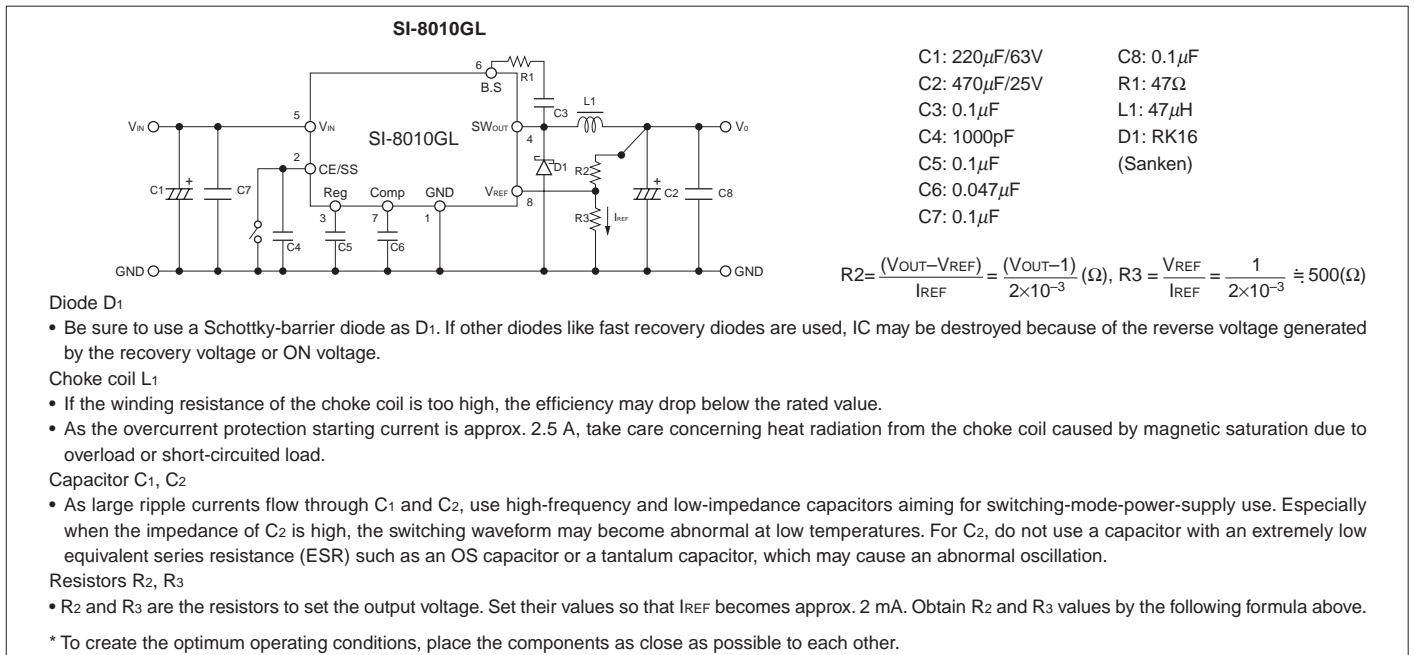 SI-8010GL
6
B.S
R1
C3
L1
VIN
5
VIN
SI-8010GL
SWOUT
4
V0
2
CE/SS
D1
R2
C1
+
C7
Reg
Comp
GND
VREF
8
+
C2
C8
3
7
1
R3
IREF
C4
C5
C6
GND
GND
C1: 220µF/63V
C2: 470µF/25V
C3: 0.1µF
C4: 1000pF
C5: 0.1µF
C6: 0.047µF
C7: 0.1µF
C8: 0.1µF
R1: 47Ω
L1: 47µH
D1: RK16
(Sanken)
R2= (VOUT–VREF) / IREF = (VOUT–1) / 2×10–3 (Ω), R3 = VREF / IREF = 1 / 2×10–3 ≒ 500(Ω)
Diode D1
• Be sure to use a Schottky-barrier diode as D1. If other diodes like fast recovery diodes are used, IC may be destroyed because of the reverse voltage generated
by the recovery voltage or ON voltage.
Choke coil L1
• If the winding resistance of the choke coil is too high, the efficiency may drop below the rated value.
• As the overcurrent protection starting current is approx. 2.5 A, take care concerning heat radiation from the choke coil caused by magnetic saturation due to
overload or short-circuited load.
Capacitor C1, C2
• As large ripple currents flow through C1 and C2, use high-frequency and low-impedance capacitors aiming for switching-mode-power-supply use. Especially
when the impedance of C2 is high, the switching waveform may become abnormal at low temperatures. For C2, do not use a capacitor with an extremely low
equivalent series resistance (ESR) such as an OS capacitor or a tantalum capacitor, which may cause an abnormal oscillation.
Resistors R2, R3
• R2 and R3 are the resistors to set the output voltage. Set their values so that IREF becomes approx. 2 mA. Obtain R2 and R3 values by the following formula above.
* To create the optimum operating conditions, place the components as close as possible to each other.